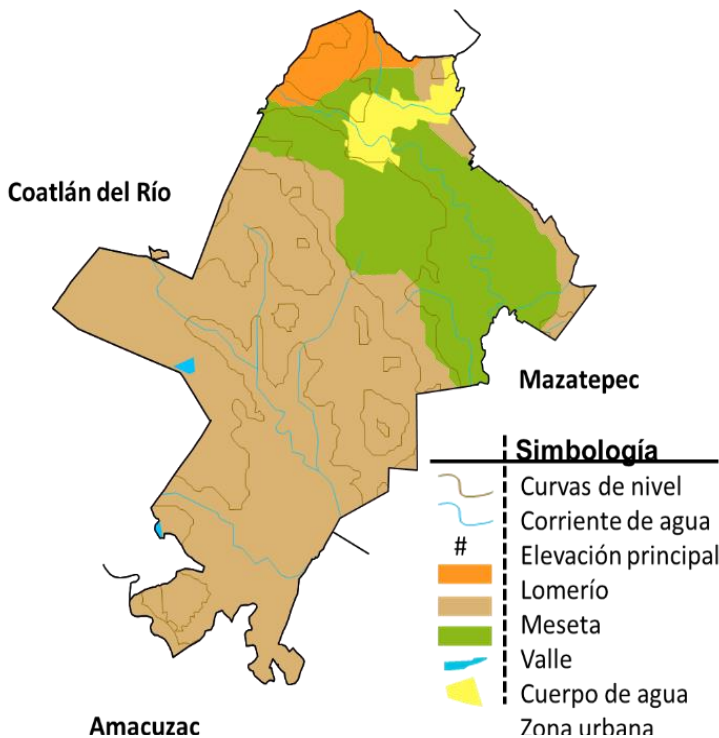 Coatlán del Río
Mazatepec
Simbología
Curvas de nivel
Corriente de agua
# Elevación principal
Lomerío
Meseta
Valle
Cuerpo de agua
Zona urbana
Amacuzac